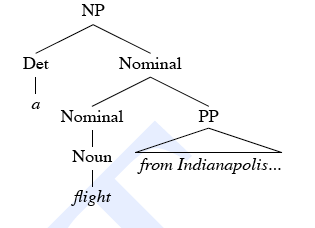 NP
Det Nominal
a
Nominal PP
Noun
from Indianapolis...
flight